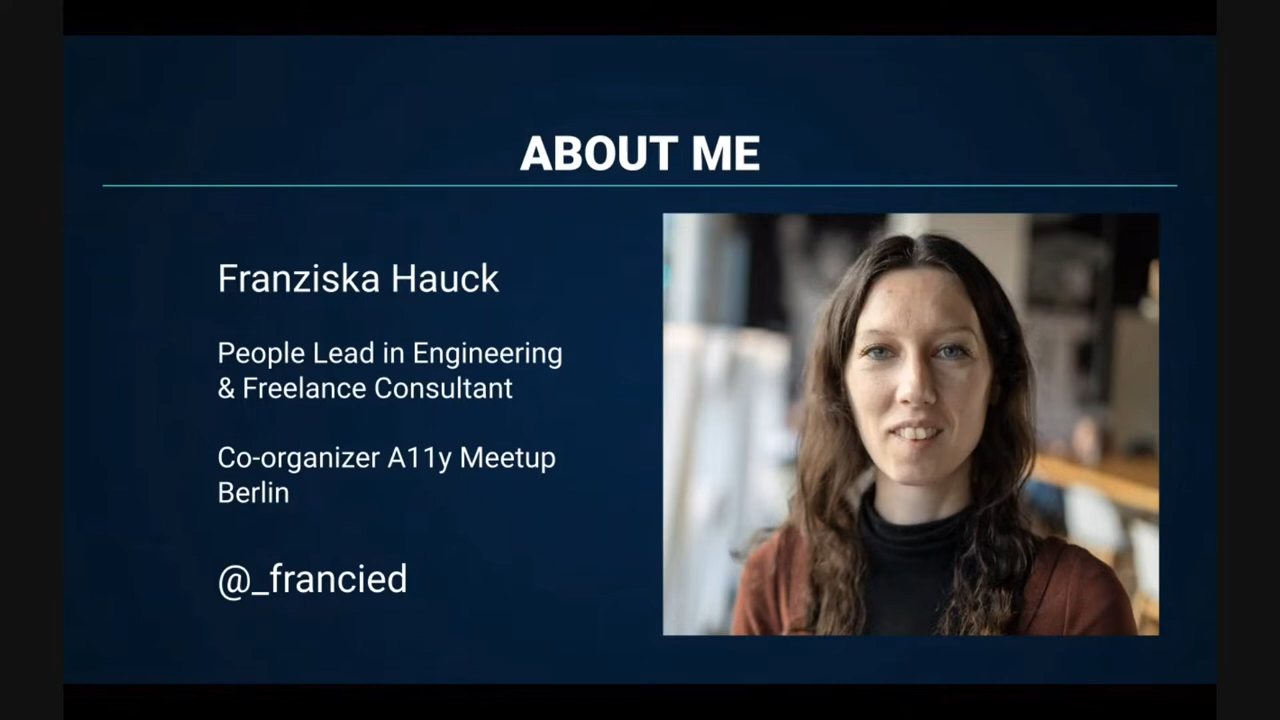 ABOUT ME
Franziska Hauck
People Lead in Engineering
& Freelance Consultant
Co-organizer A11y Meetup
Berlin
@_francied